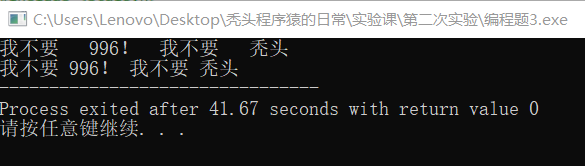 C:\Users\Lenovo\Desktop\秃头程序猿的日常\实验课\第二次实验\编程题3.exe
我不要   996！   我不要   秃头
我不要 996！ 我不要 秃头
--------------------------------
Process exited after 41.67 seconds with return value 0
请按任意键继续. . .